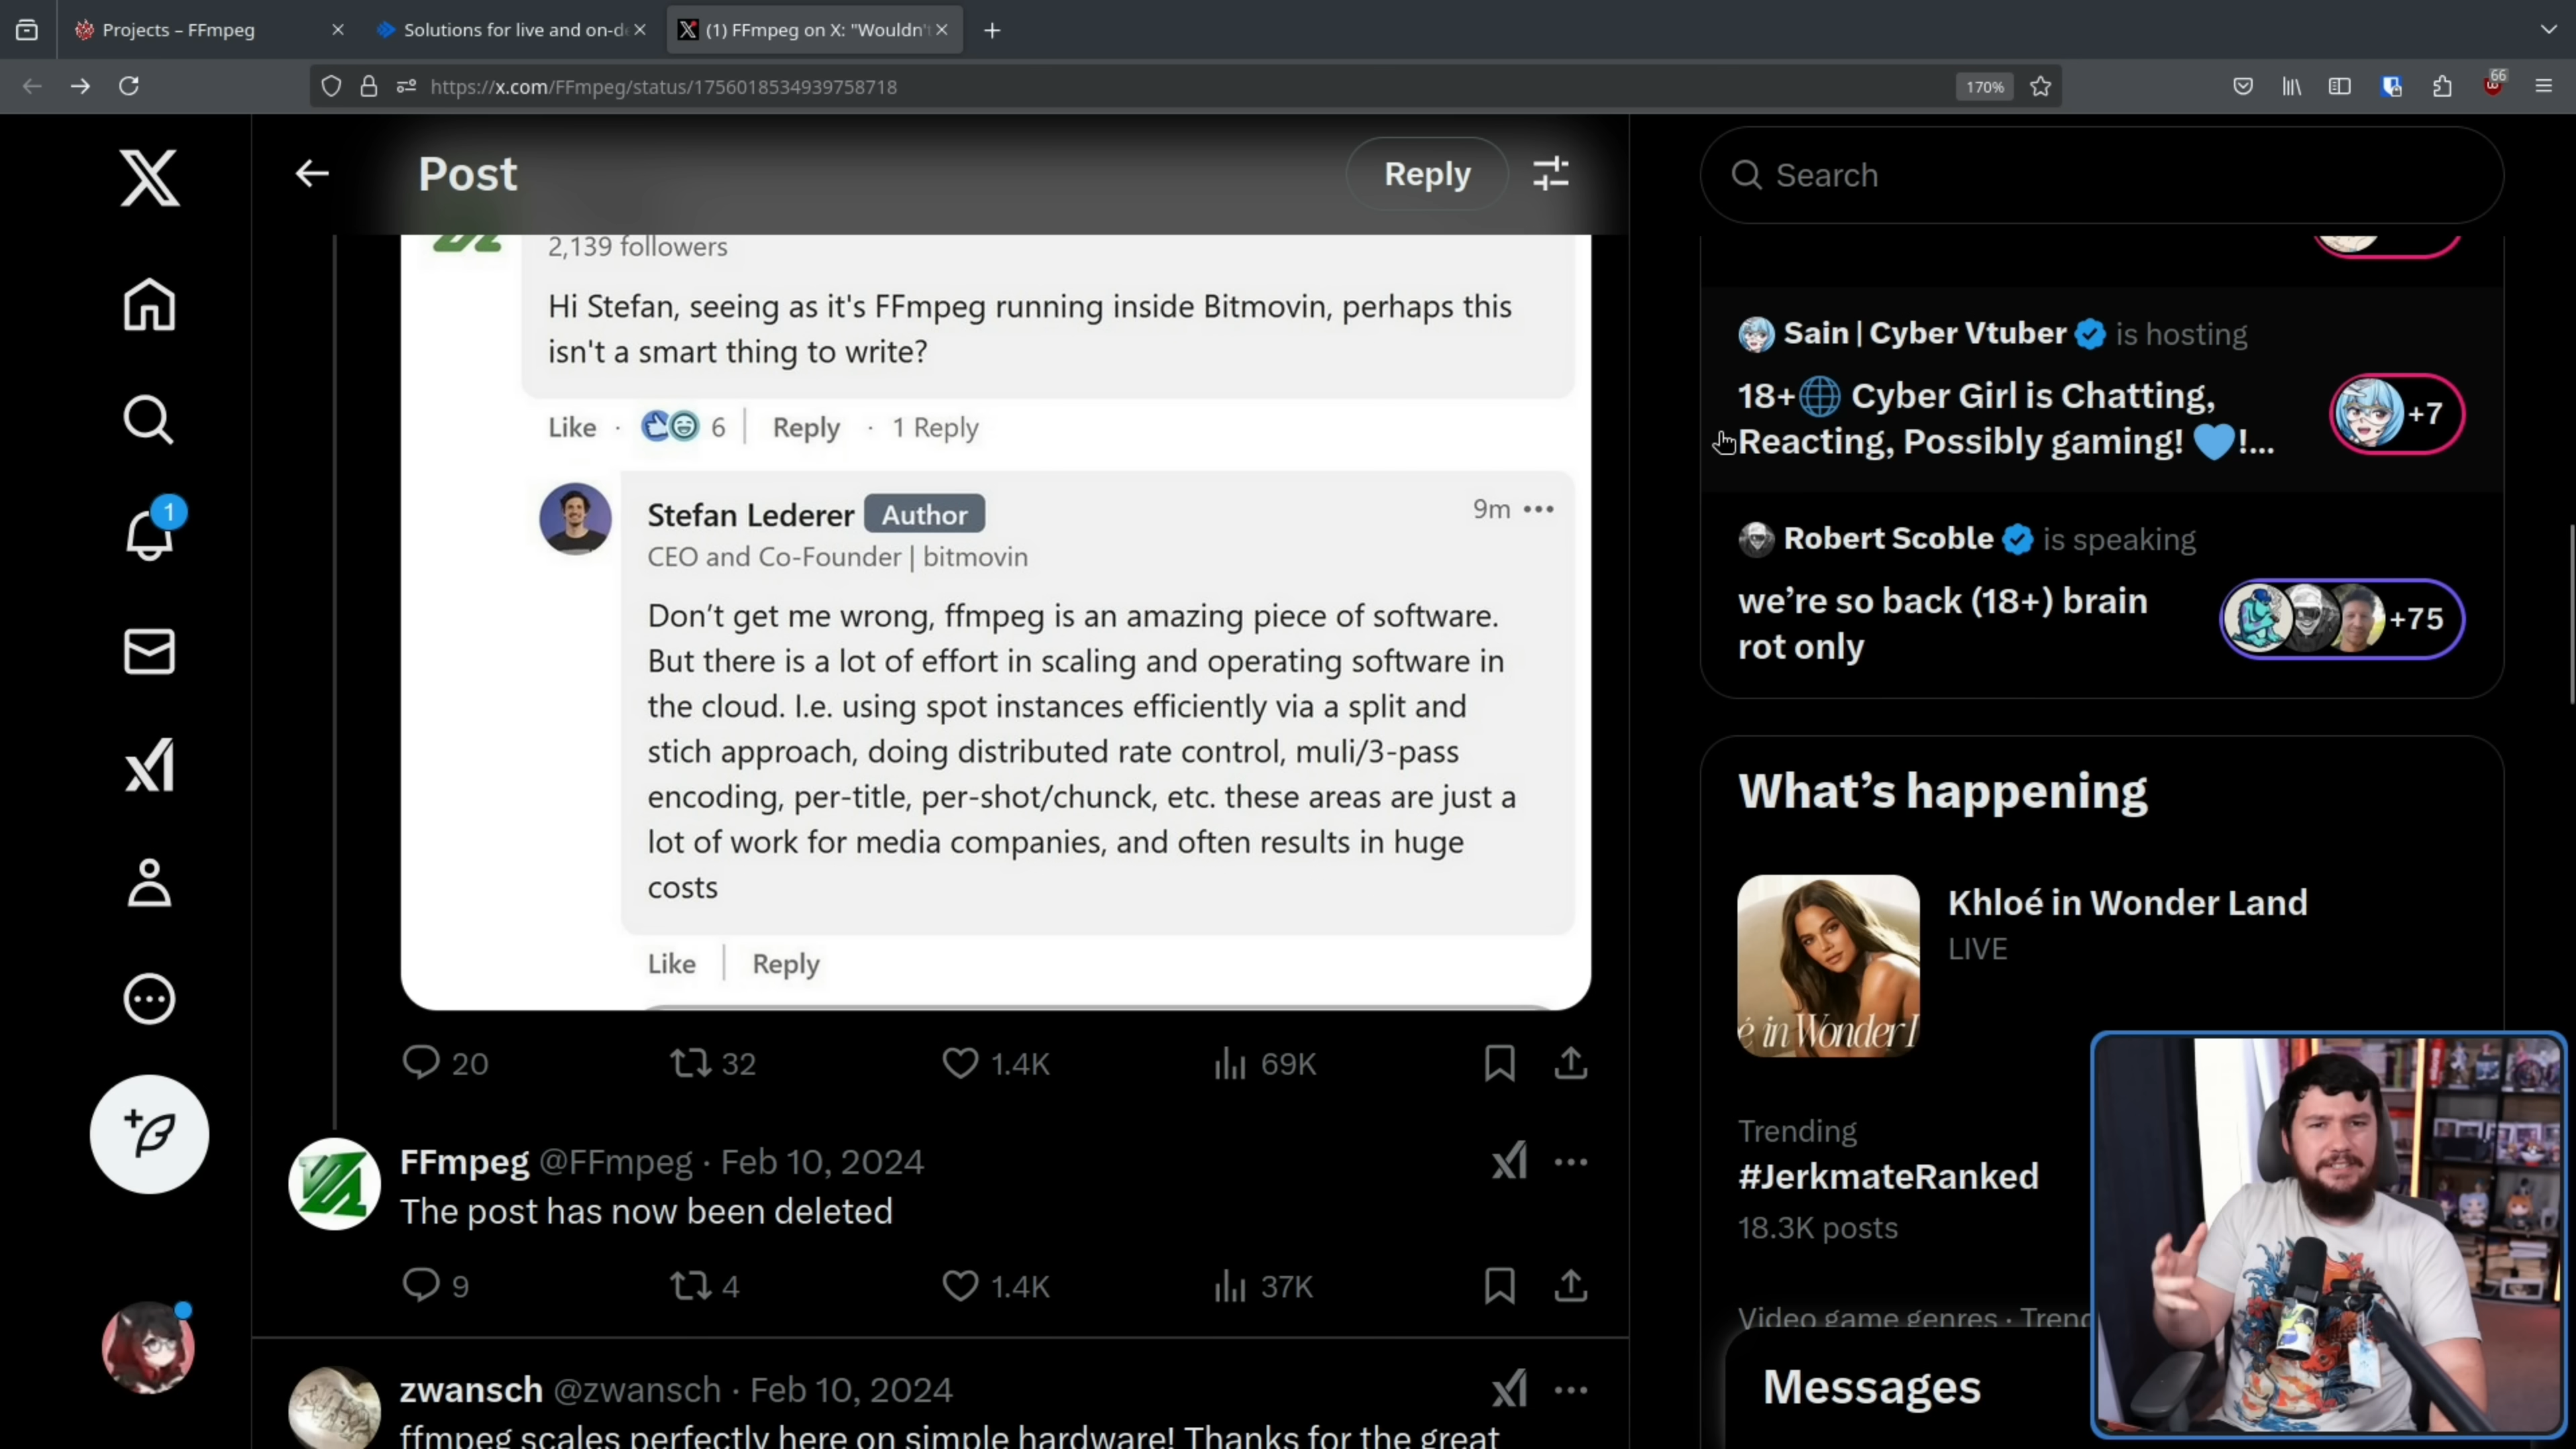 Projects – FFmpeg
Solutions for live and on-de
(1) FFmpeg on X: "Wouldn't
https://x.com/FFmpeg/status/1756018534939758718
170%
66
Post
Reply
Search
2,139 followers
Hi Stefan, seeing as it's FFmpeg running inside Bitmovin, perhaps this
isn't a smart thing to write?
Like · 6 Reply · 1 Reply
Stefan Lederer Author 9m
CEO and Co-Founder | bitmovin
Don't get me wrong, ffmpeg is an amazing piece of software.
But there is a lot of effort in scaling and operating software in
the cloud. I.e. using spot instances efficiently via a split and
stich approach, doing distributed rate control, muli/3-pass
encoding, per-title, per-shot/chunck, etc. these areas are just a
lot of work for media companies, and often results in huge
costs
Like Reply
20 32 1.4K 69K
FFmpeg @FFmpeg · Feb 10, 2024
The post has now been deleted
9 4 1.4K 37K
zwansch @zwansch · Feb 10, 2024
ffmpeg scales perfectly here on simple hardware! Thanks for the great
1
Sain | Cyber Vtuber is hosting
18+🌐 Cyber Girl is Chatting,
Reacting, Possibly gaming! 💙!...
+7
Robert Scoble is speaking
we're so back (18+) brain
rot only
+75
What's happening
Khloé in Wonder Land
LIVE
é in Wonder
Trending
#JerkmateRanked
18.3K posts
Video game genres · Trend
Messages